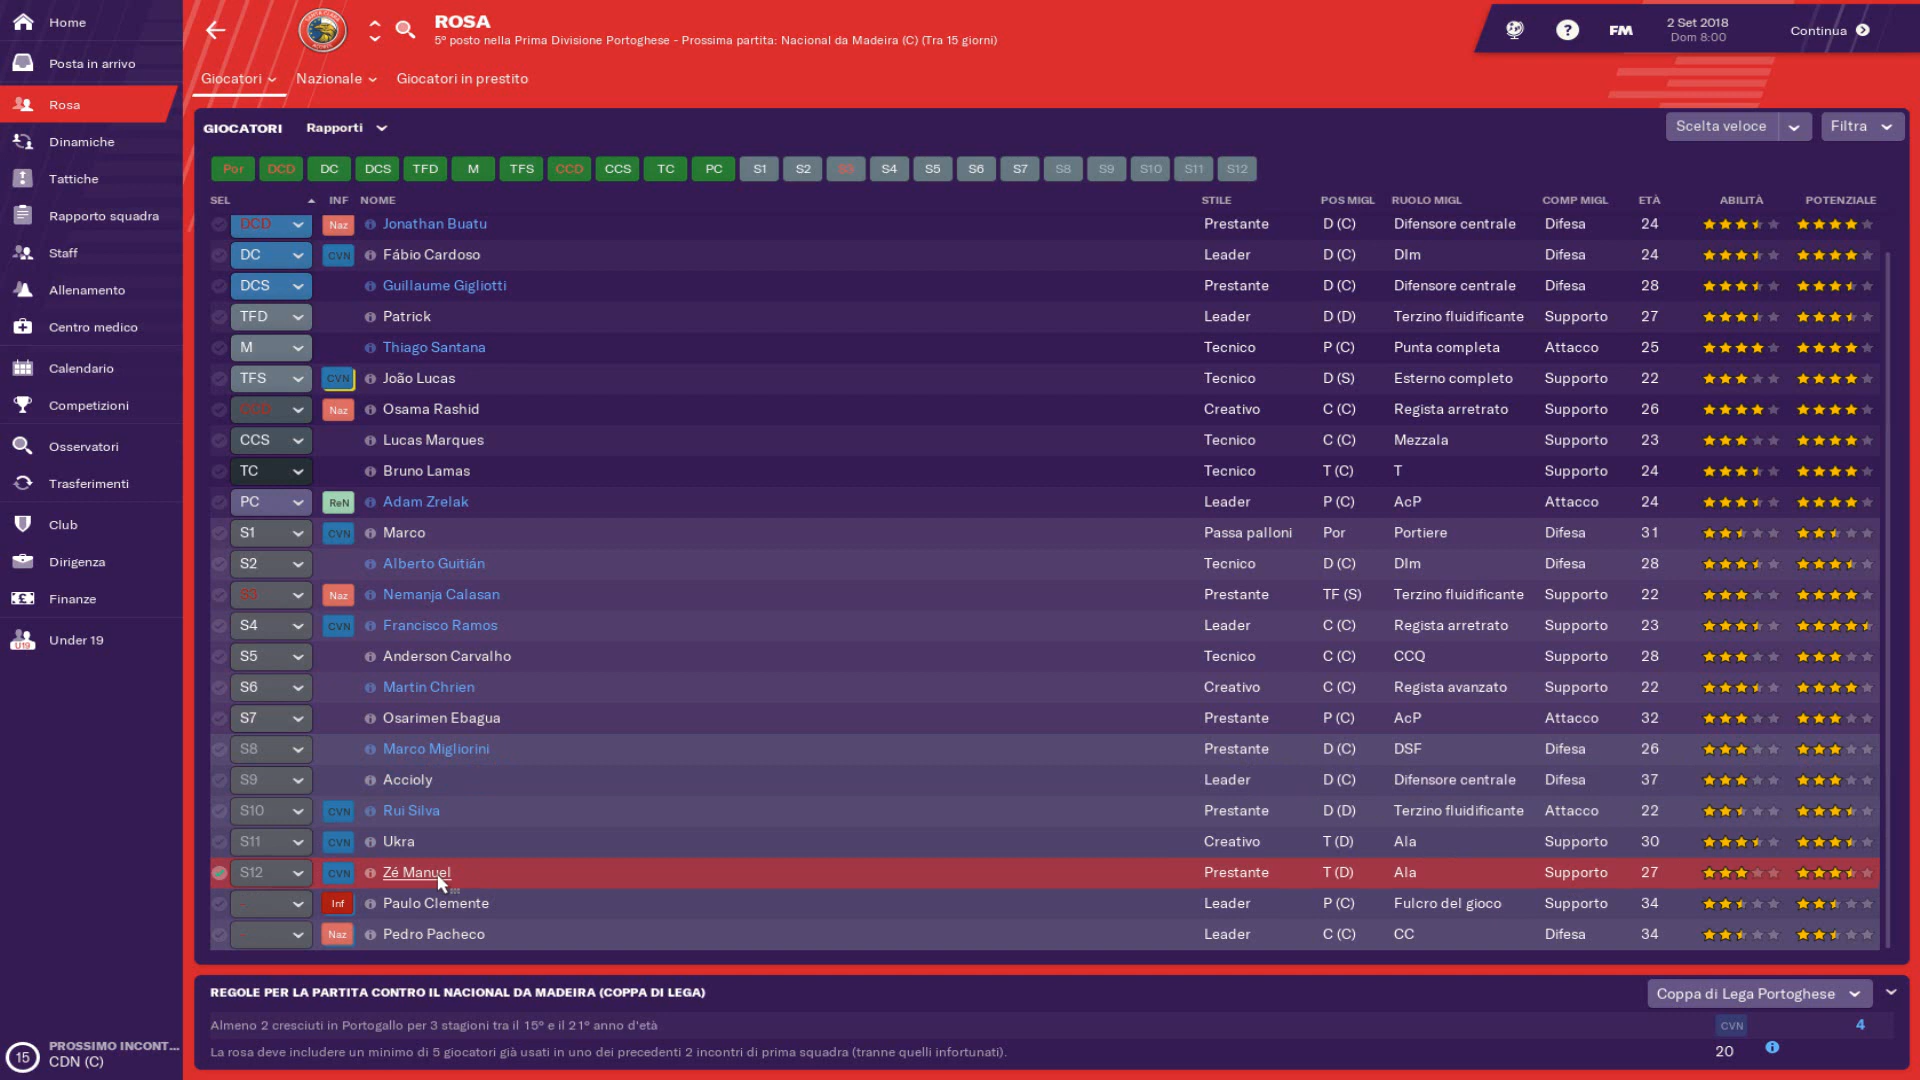 Home
Posta in arrivo
Rosa
Dinamiche
Tattiche
Rapporto squadra
Staff
Allenamento
Centro medico
Calendario
Competizioni
Osservatori
Trasferimenti
Club
Dirigenza
Finanze
Under 19
15 PROSSIMO INCONT...
CDN (C)
ROSA
5º posto nella Prima Divisione Portoghese - Prossima partita: Nacional da Madeira (C) (Tra 15 giorni)
FM
2 Set 2018
Dom 8:00
Continua
Giocatori Nazionale Giocatori in prestito
GIOCATORI Rapporti Scelta veloce Filtra
Por DCD DC DCS TFD M TFS CCD CCS TC PC S1 S2 S3 S4 S5 S6 S7 S8 S9 S10 S11 S12
SEL INF NOME STILE POS MIGL RUOLO MIGL COMP MIGL ETÀ ABILITÀ POTENZIALE
DCD Naz Jonathan Buatu Prestante D (C) Difensore centrale Difesa 24
DC CVN Fábio Cardoso Leader D (C) DIm Difesa 24
DCS Guillaume Gigliotti Prestante D (C) Difensore centrale Difesa 28
TFD Patrick Leader D (D) Terzino fluidificante Supporto 27
M Thiago Santana Tecnico P (C) Punta completa Attacco 25
TFS CVN João Lucas Tecnico D (S) Esterno completo Supporto 22
CCD Naz Osama Rashid Creativo C (C) Regista arretrato Supporto 26
CCS Lucas Marques Tecnico C (C) Mezzala Supporto 23
TC Bruno Lamas Tecnico T (C) T Supporto 24
PC ReN Adam Zrelak Leader P (C) AcP Attacco 24
S1 CVN Marco Passa palloni Por Portiere Difesa 31
S2 Alberto Guitián Tecnico D (C) DIm Difesa 28
S3 Naz Nemanja Calasan Prestante TF (S) Terzino fluidificante Supporto 22
S4 CVN Francisco Ramos Leader C (C) Regista arretrato Supporto 23
S5 Anderson Carvalho Tecnico C (C) CCQ Supporto 28
S6 Martin Chrien Creativo C (C) Regista avanzato Supporto 22
S7 Osarimen Ebagua Prestante P (C) AcP Attacco 32
S8 Marco Migliorini Prestante D (C) DSF Difesa 26
S9 Accioly Leader D (C) Difensore centrale Difesa 37
S10 CVN Rui Silva Prestante D (D) Terzino fluidificante Attacco 22
S11 CVN Ukra Creativo T (D) Ala Supporto 30
S12 CVN Zé Manuel Prestante T (D) Ala Supporto 27
- Inf Paulo Clemente Leader P (C) Fulcro del gioco Supporto 34
- Naz Pedro Pacheco Leader C (C) CC Difesa 34
REGOLE PER LA PARTITA CONTRO IL NACIONAL DA MADEIRA (COPPA DI LEGA) Coppa di Lega Portoghese
Almeno 2 cresciuti in Portogallo per 3 stagioni tra il 15º e il 21º anno d'età CVN 4
La rosa deve includere un minimo di 5 giocatori già usati in uno dei precedenti 2 incontri di prima squadra (tranne quelli infortunati). 20